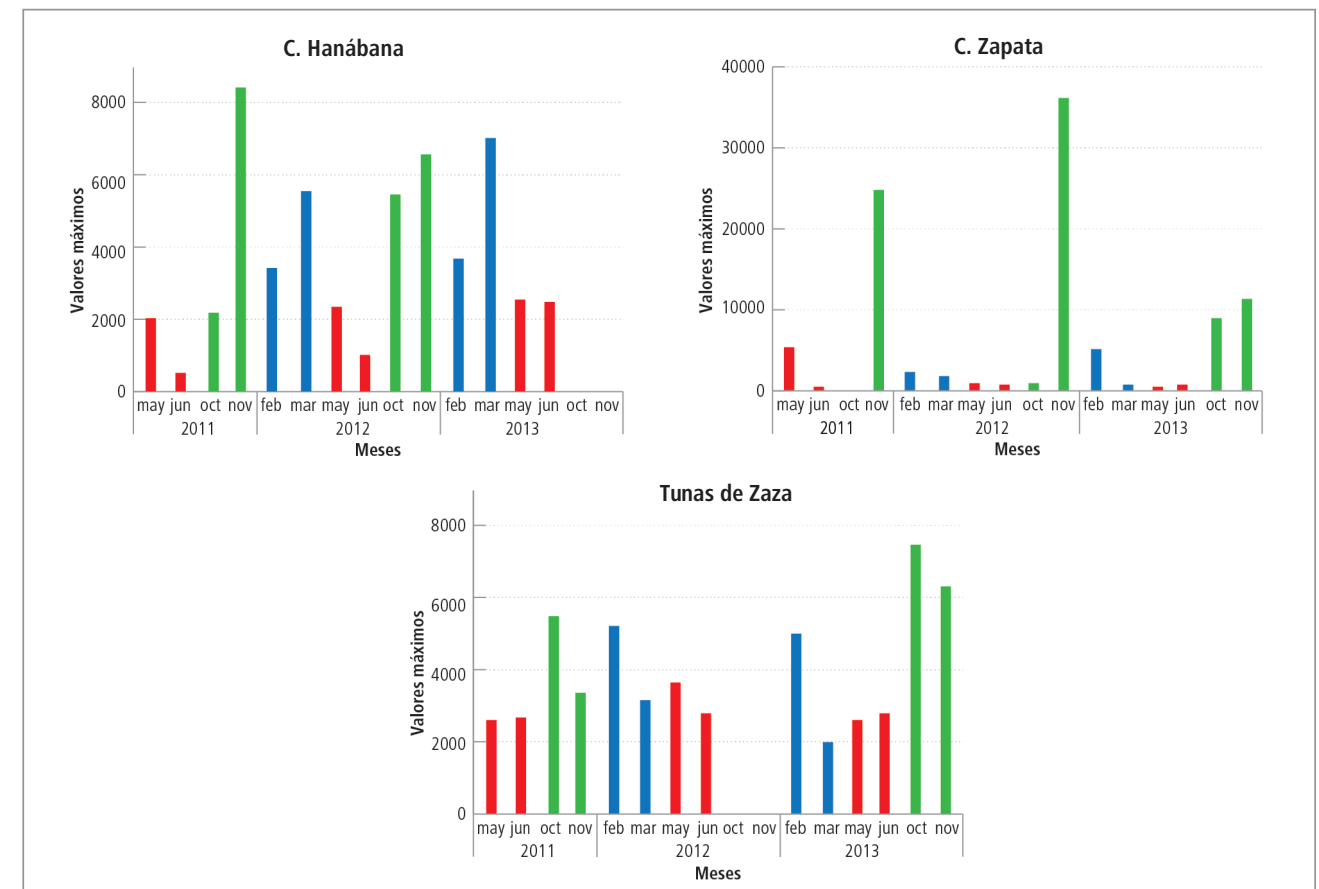 C. Hanábana
Valores máximos
8000
6000
4000
2000
0
may jun oct nov feb mar may jun oct nov feb mar may jun oct nov
2011 2012 2013
Meses
C. Zapata
Valores máximos
40000
30000
20000
10000
0
may jun oct nov feb mar may jun oct nov feb mar may jun oct nov
2011 2012 2013
Meses
Tunas de Zaza
Valores máximos
8000
6000
4000
2000
0
may jun oct nov feb mar may jun oct nov feb mar may jun oct nov
2011 2012 2013
Meses